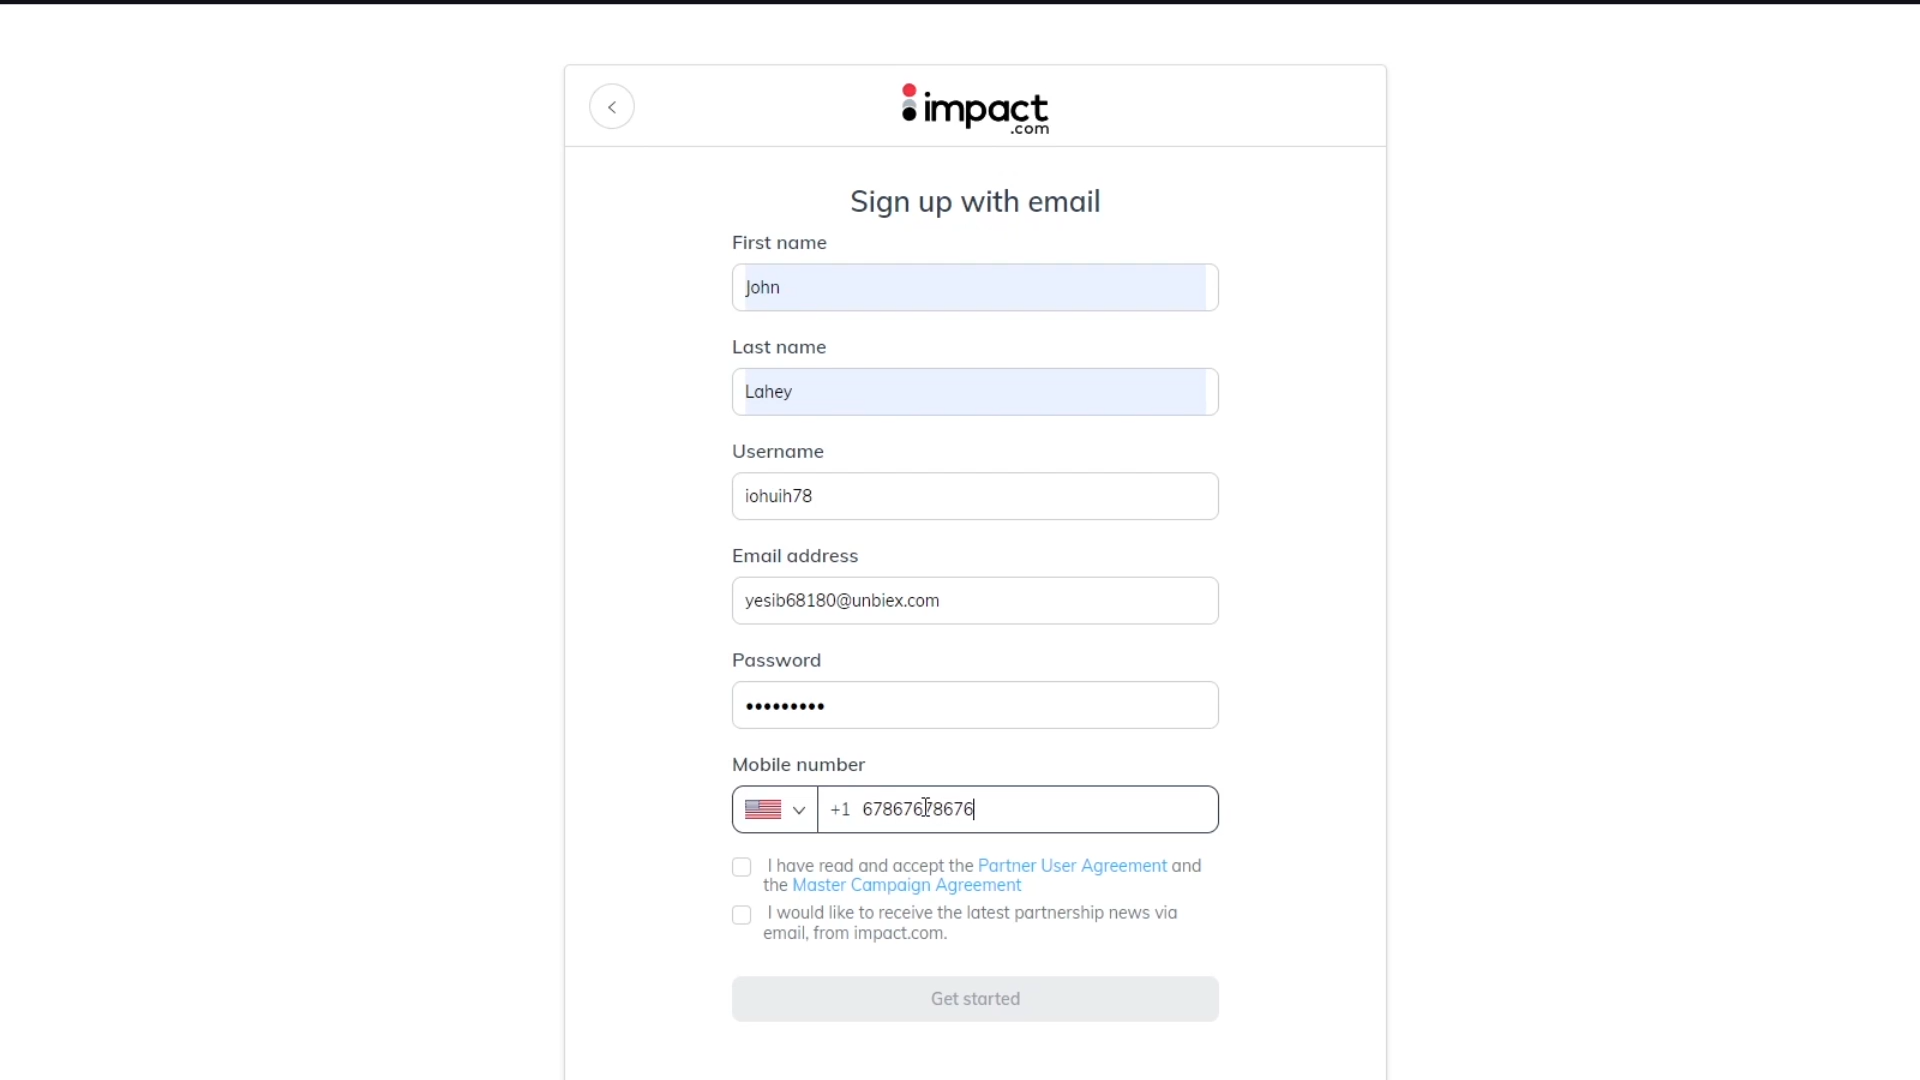 impact
.com
Sign up with email
First name
John
Last name
Lahey
Username
iohuih78
Email address
yesib68180@unbiex.com
Password
•••••••••
Mobile number
+1 67867678676
I have read and accept the Partner User Agreement and
the Master Campaign Agreement
I would like to receive the latest partnership news via
email, from impact.com.
Get started